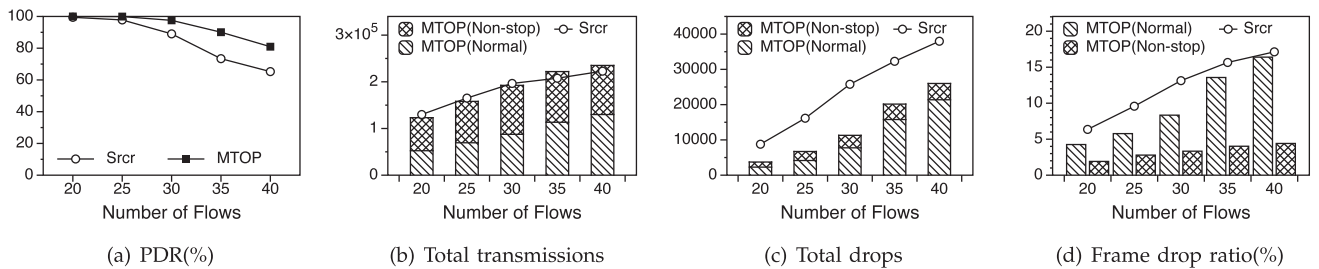 100
80
60
40
20
0
Srcr
MTOP
20 25 30 35 40
Number of Flows
(a) PDR(%)
3×10⁵
2
1
0
MTOP(Non-stop) Srcr
MTOP(Normal)
20 25 30 35 40
Number of Flows
(b) Total transmissions
40000
30000
20000
10000
0
MTOP(Non-stop) Srcr
MTOP(Normal)
20 25 30 35 40
Number of Flows
(c) Total drops
20
15
10
5
0
MTOP(Normal) Srcr
MTOP(Non-stop)
20 25 30 35 40
Number of Flows
(d) Frame drop ratio(%)